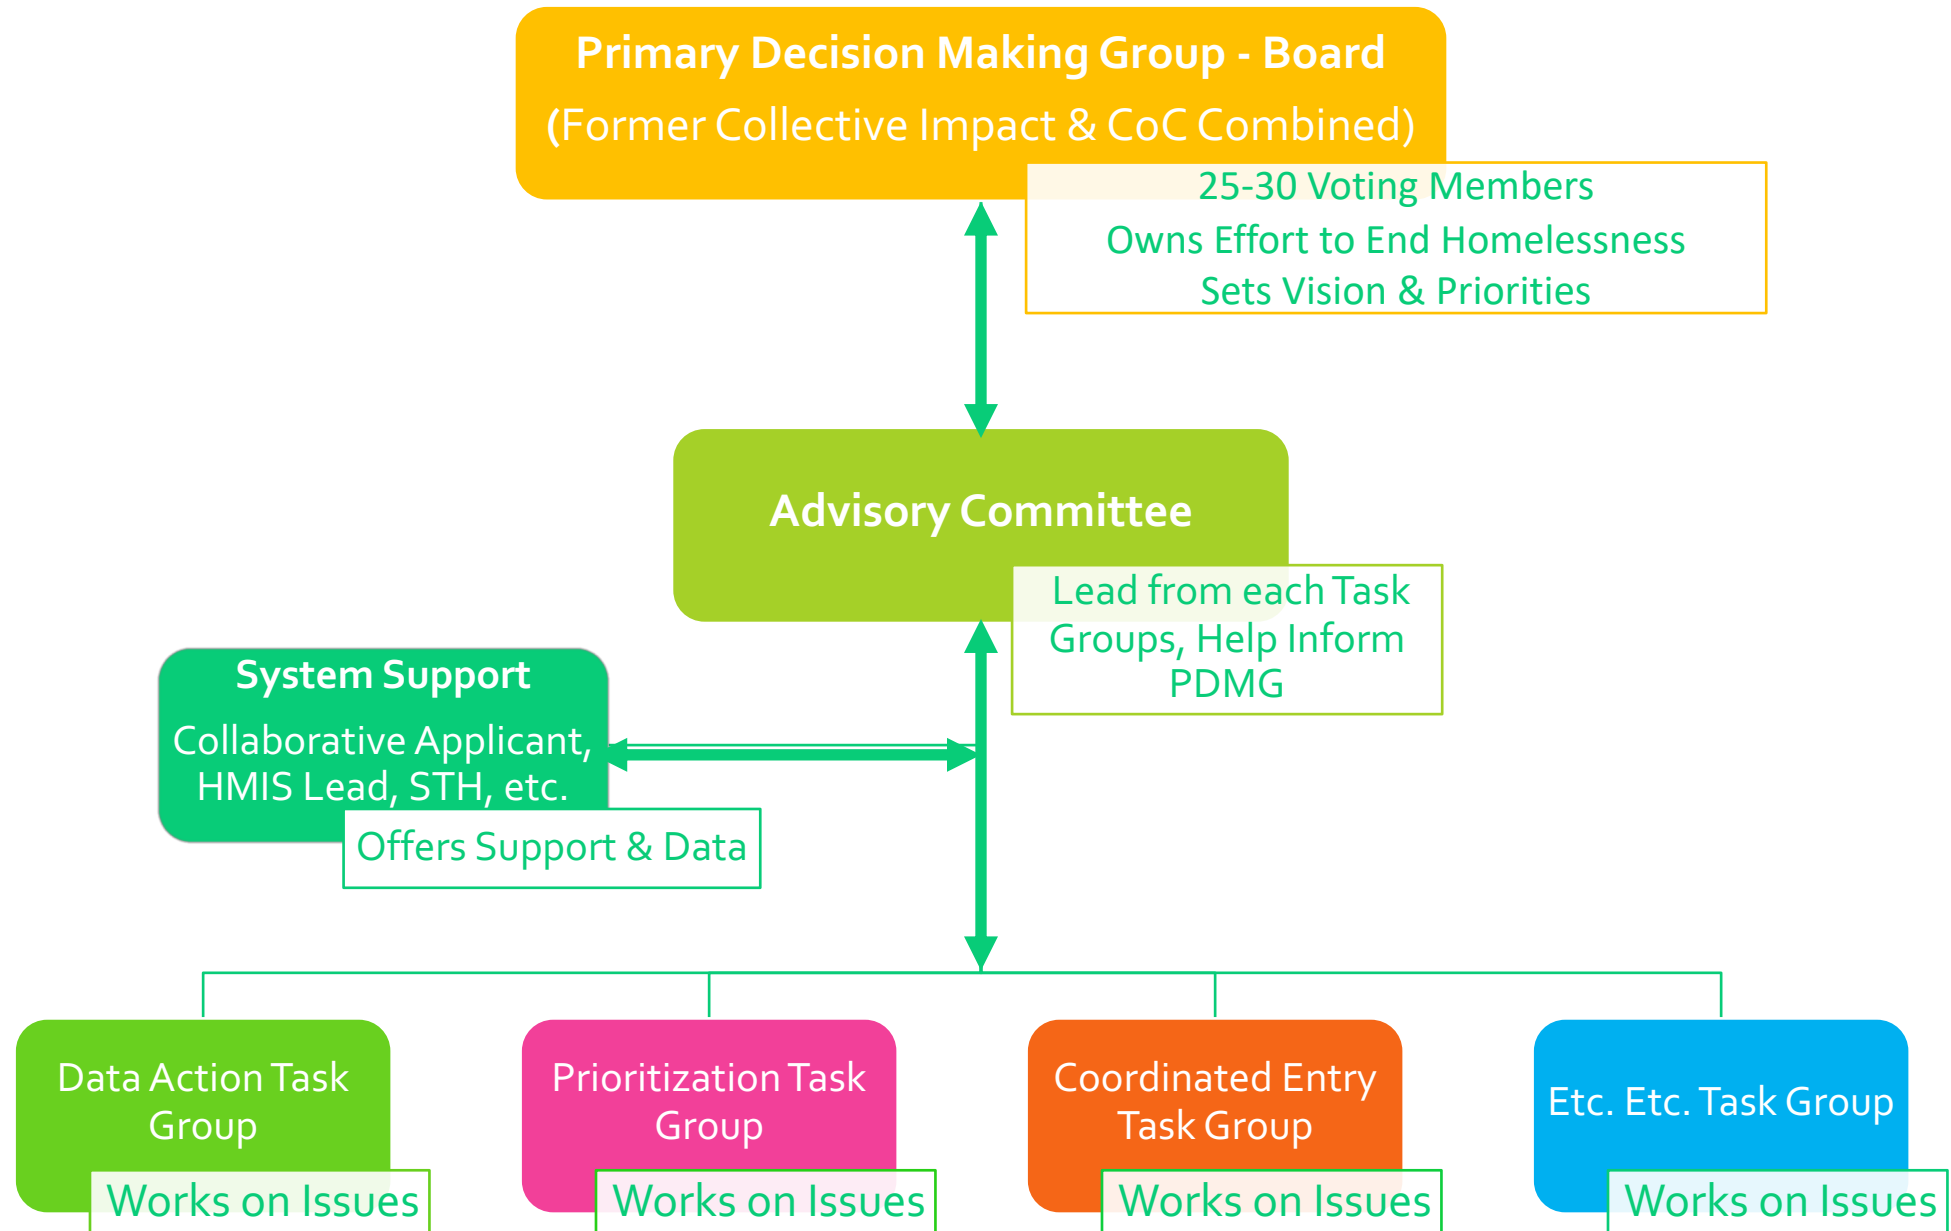 Primary Decision Making Group - Board
(Former Collective Impact & CoC Combined)
25-30 Voting Members
Owns Effort to End Homelessness
Sets Vision & Priorities
Advisory Committee
Lead from each Task
Groups, Help Inform
PDMG
System Support
Collaborative Applicant,
HMIS Lead, STH, etc.
Offers Support & Data
Data Action Task
Group
Works on Issues
Prioritization Task
Group
Works on Issues
Coordinated Entry
Task Group
Works on Issues
Etc. Etc. Task Group
Works on Issues